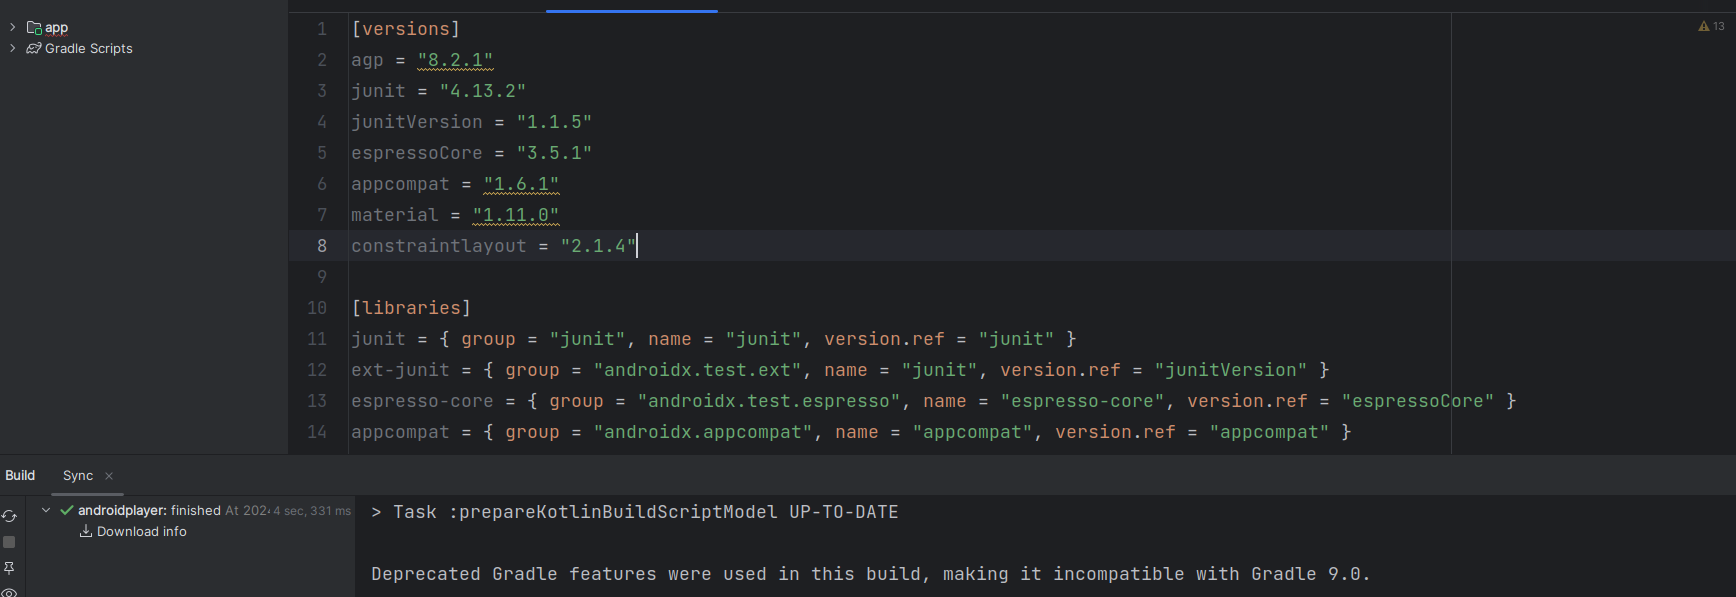 app
Gradle Scripts
13
1 [versions]
2 agp = "8.2.1"
3 junit = "4.13.2"
4 junitVersion = "1.1.5"
5 espressoCore = "3.5.1"
6 appcompat = "1.6.1"
7 material = "1.11.0"
8 constraintlayout = "2.1.4"
9
10 [libraries]
11 junit = { group = "junit", name = "junit", version.ref = "junit" }
12 ext-junit = { group = "androidx.test.ext", name = "junit", version.ref = "junitVersion" }
13 espresso-core = { group = "androidx.test.espresso", name = "espresso-core", version.ref = "espressoCore" }
14 appcompat = { group = "androidx.appcompat", name = "appcompat", version.ref = "appcompat" }
Build Sync
androidplayer: finished At 202 4 sec, 331 ms
Download info
> Task :prepareKotlinBuildScriptModel UP-TO-DATE
Deprecated Gradle features were used in this build, making it incompatible with Gradle 9.0.